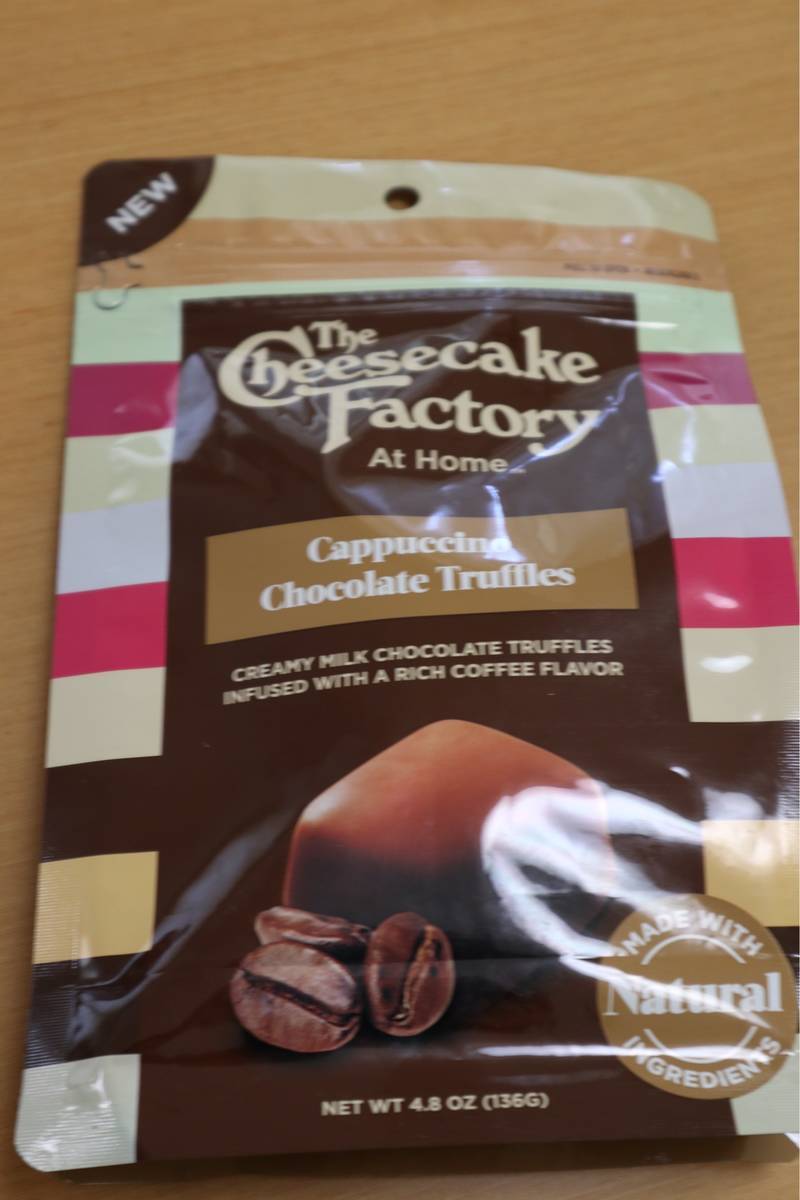 NEW
The
Cheesecake
Factory
At Home™
Cappuccino
Chocolate Truffles
CREAMY MILK CHOCOLATE TRUFFLES
INFUSED WITH A RICH COFFEE FLAVOR
MADE WITH
Natural
INGREDIENTS
NET WT 4.8 OZ (136G)